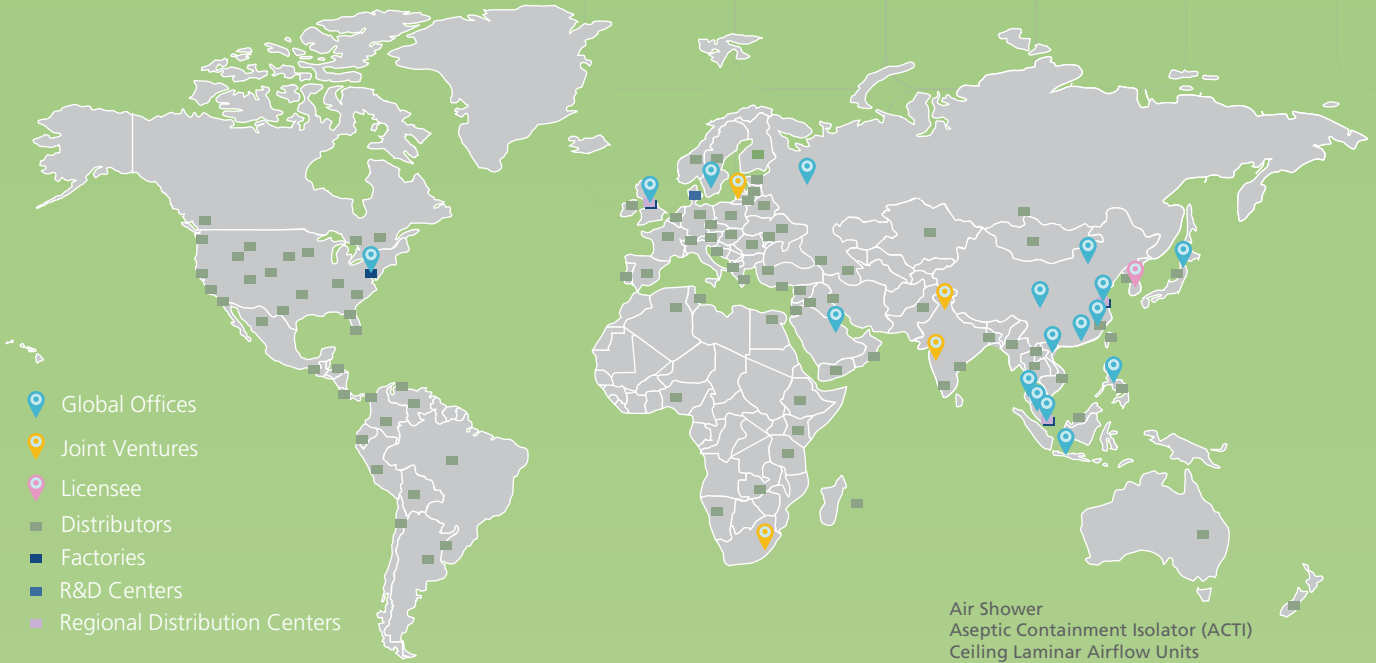 Global Offices
Joint Ventures
Licensee
Distributors
Factories
R&D Centers
Regional Distribution Centers
Air Shower
Aseptic Containment Isolator (ACTI)
Ceiling Laminar Airflow Units